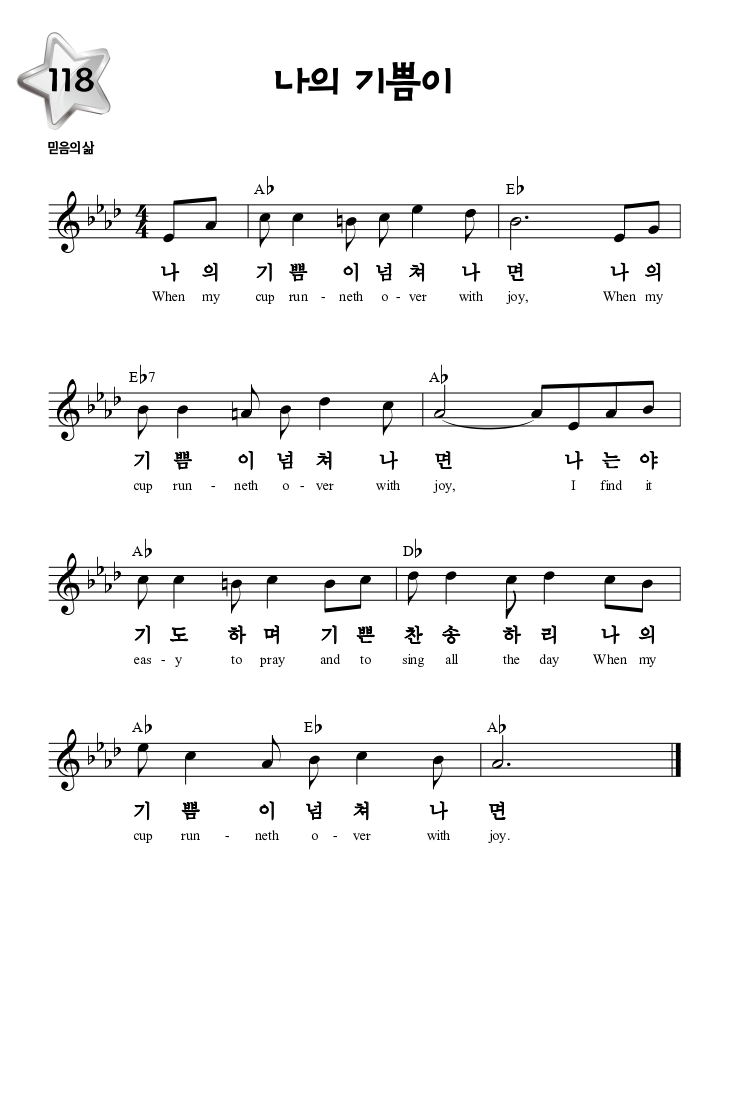 118
나의 기쁨이
믿음의 삶
A♭ E♭
나 의 기 쁨 이 넘 쳐 나 면 나 의
When my cup run - neth o - ver with joy, When my
E♭7 A♭
기 쁨 이 넘 쳐 나 면 나 는 야
cup run - neth o - ver with joy, I find it
A♭ D♭
기 도 하 며 기 쁜 찬 송 하 리 나 의
eas - y to pray and to sing all the day When my
A♭ E♭ A♭
기 쁨 이 넘 쳐 나 면
cup run - neth o - ver with joy.